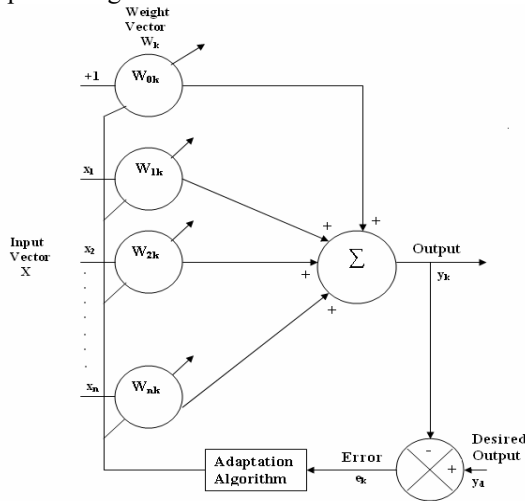 Weight
Vector
Wk
+1
W0k
x1
W1k
Input
Vector
X
x2
W2k
xn
Wnk
+
+
+
+
Σ
Output
yk
Adaptation
Algorithm
Error
ek
-
+
Desired
Output
yd